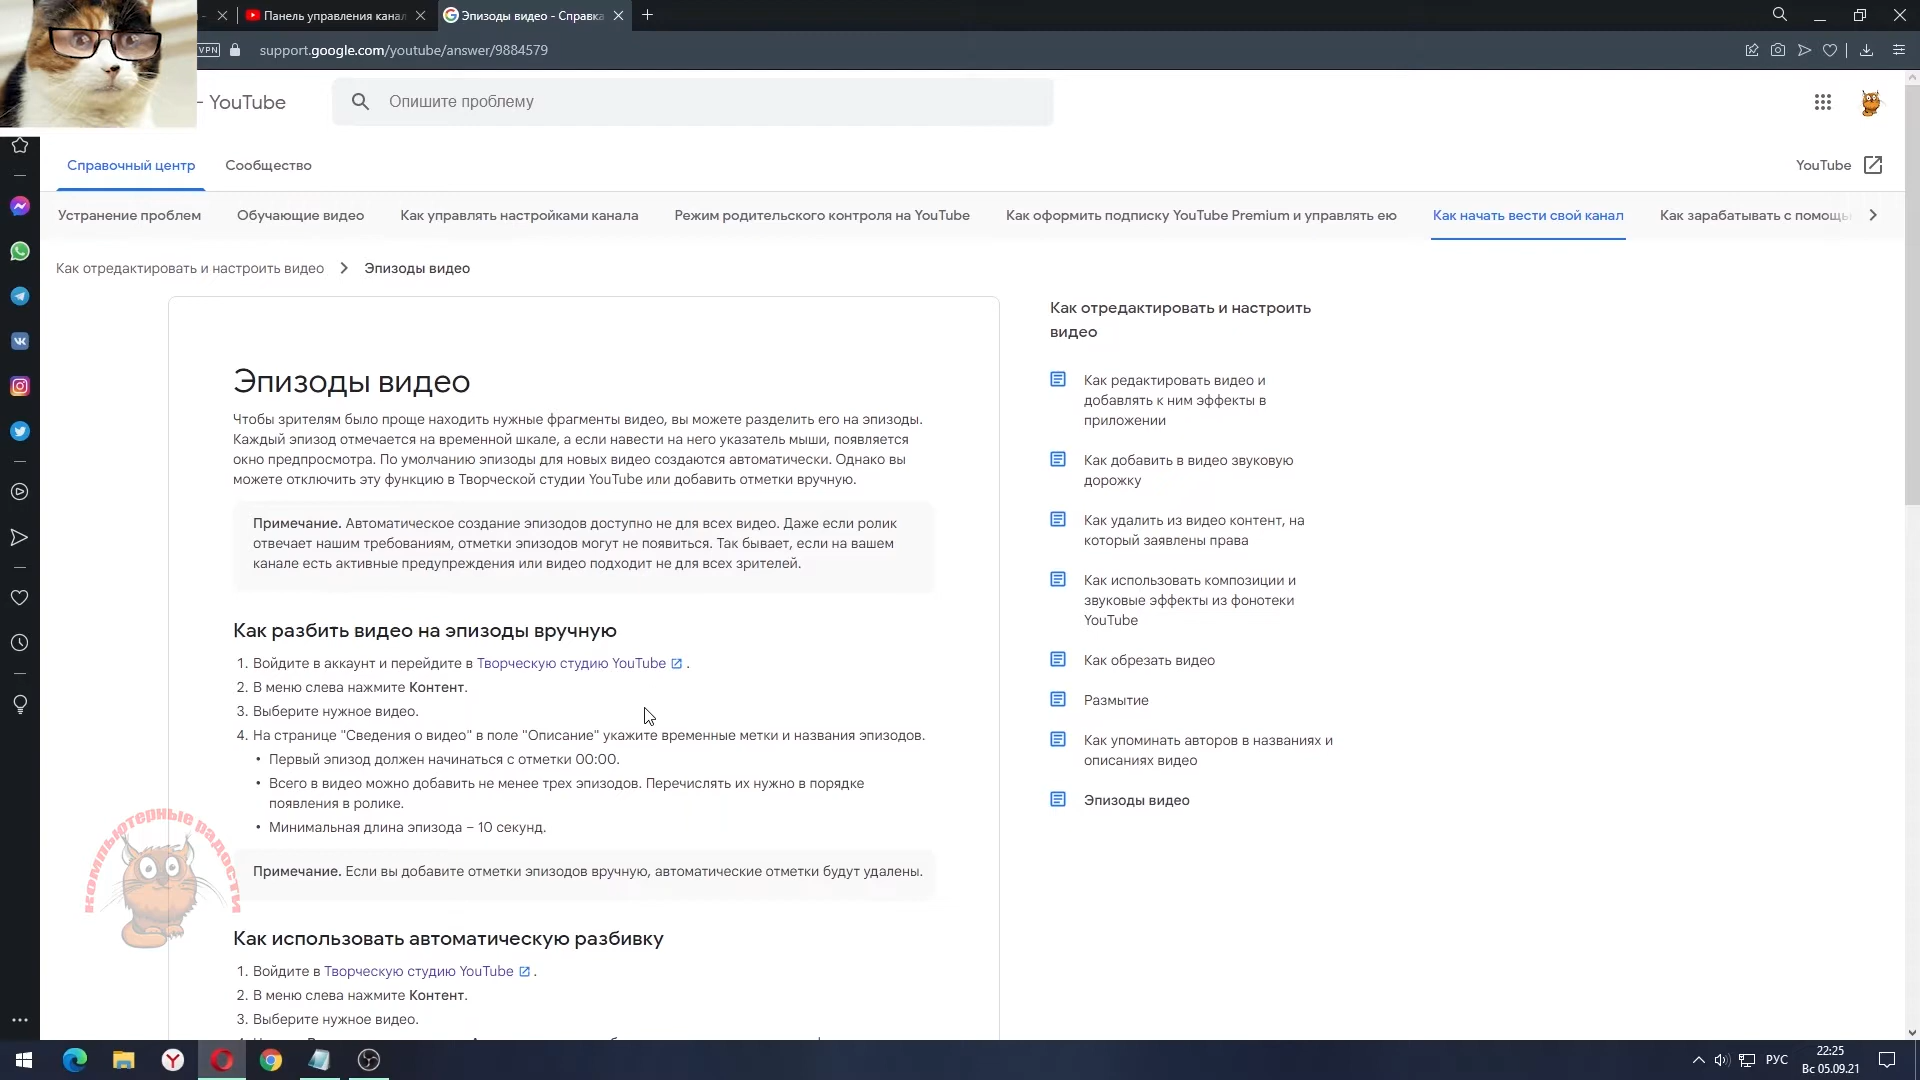 Панель управления канал
Эпизоды видео - Справка
VPN
support.google.com/youtube/answer/9884579
- YouTube
Опишите проблему
Справочный центр
Сообщество
YouTube
Устранение проблем
Обучающие видео
Как управлять настройками канала
Режим родительского контроля на YouTube
Как оформить подписку YouTube Premium и управлять ею
Как начать вести свой канал
Как зарабатывать с помощь
Как отредактировать и настроить видео
Эпизоды видео
Эпизоды видео
Чтобы зрителям было проще находить нужные фрагменты видео, вы можете разделить его на эпизоды.
Каждый эпизод отмечается на временной шкале, а если навести на него указатель мыши, появляется
окно предпросмотра. По умолчанию эпизоды для новых видео создаются автоматически. Однако вы
можете отключить эту функцию в Творческой студии YouTube или добавить отметки вручную.
Примечание. Автоматическое создание эпизодов доступно не для всех видео. Даже если ролик
отвечает нашим требованиям, отметки эпизодов могут не появиться. Так бывает, если на вашем
канале есть активные предупреждения или видео подходит не для всех зрителей.
Как разбить видео на эпизоды вручную
1. Войдите в аккаунт и перейдите в Творческую студию YouTube .
2. В меню слева нажмите Контент.
3. Выберите нужное видео.
4. На странице "Сведения о видео" в поле "Описание" укажите временные метки и названия эпизодов.
• Первый эпизод должен начинаться с отметки 00:00.
• Всего в видео можно добавить не менее трех эпизодов. Перечислять их нужно в порядке
появления в ролике.
• Минимальная длина эпизода – 10 секунд.
Примечание. Если вы добавите отметки эпизодов вручную, автоматические отметки будут удалены.
Как использовать автоматическую разбивку
1. Войдите в Творческую студию YouTube .
2. В меню слева нажмите Контент.
3. Выберите нужное видео.
Как отредактировать и настроить
видео
Как редактировать видео и
добавлять к ним эффекты в
приложении
Как добавить в видео звуковую
дорожку
Как удалить из видео контент, на
который заявлены права
Как использовать композиции и
звуковые эффекты из фонотеки
YouTube
Как обрезать видео
Размытие
Как упоминать авторов в названиях и
описаниях видео
Эпизоды видео
компьютерные радости
РУС
22:25
Вс 05.09.21